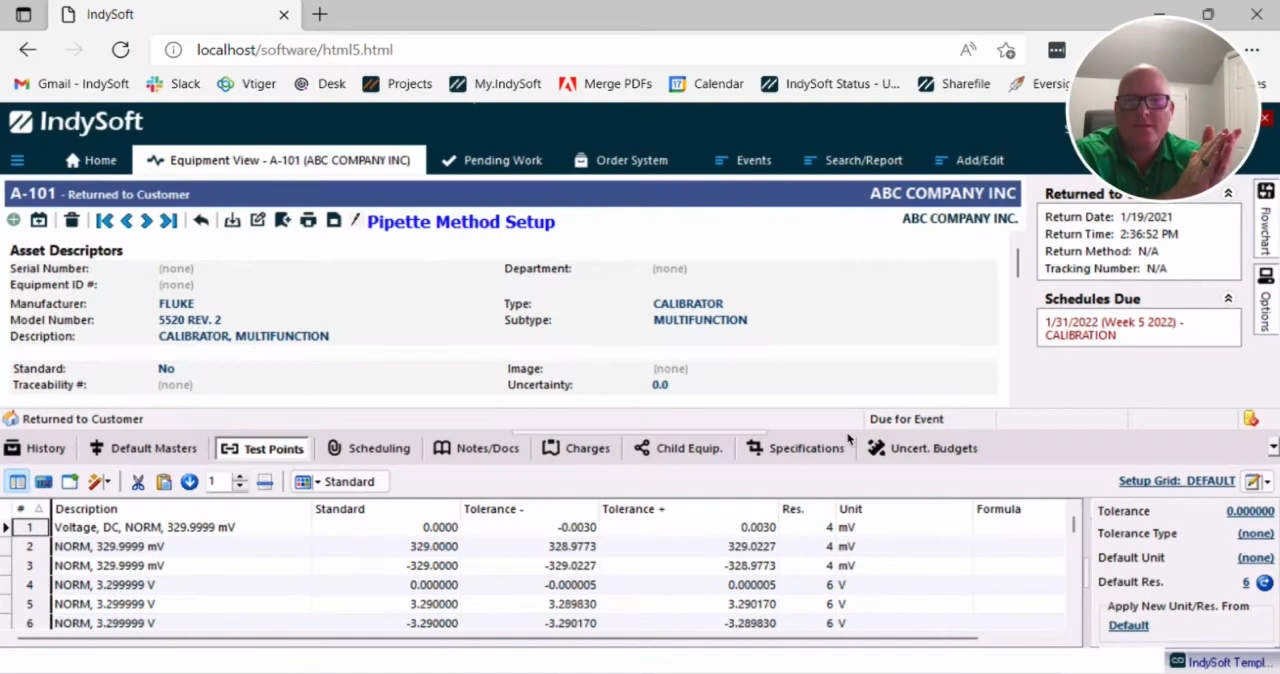 IndySoft
localhost/software/html5.html
Gmail - IndySoft Slack Vtiger Desk Projects My.IndySoft Merge PDFs Calendar IndySoft Status - U... Sharefile Eversig
IndySoft
Home Equipment View - A-101 (ABC COMPANY INC) Pending Work Order System Events Search/Report Add/Edit
A-101 - Returned to Customer ABC COMPANY INC
Pipette Method Setup ABC COMPANY INC.
Asset Descriptors
Serial Number: (none) Department: (none)
Equipment ID #: (none)
Manufacturer: FLUKE Type: CALIBRATOR
Model Number: 5520 REV. 2 Subtype: MULTIFUNCTION
Description: CALIBRATOR, MULTIFUNCTION
Standard: No Image: (none)
Traceability #: (none) Uncertainty: 0.0
Returned to
Return Date: 1/19/2021
Return Time: 2:36:52 PM
Return Method: N/A
Tracking Number: N/A
Schedules Due
1/31/2022 (Week 5 2022) -
CALIBRATION
Flowchart
Options
Returned to Customer Due for Event
History Default Masters Test Points Scheduling Notes/Docs Charges Child Equip. Specifications Uncert. Budgets
1 Standard Setup Grid: DEFAULT
# Description Standard Tolerance - Tolerance + Res. Unit Formula
1 Voltage, DC, NORM, 329.9999 mV 0.0000 -0.0030 0.0030 4 mV
2 NORM, 329.9999 mV 329.0000 328.9773 329.0227 4 mV
3 NORM, 329.9999 mV -329.0000 -329.0227 -328.9773 4 mV
4 NORM, 3.299999 V 0.000000 -0.000005 0.000005 6 V
5 NORM, 3.299999 V 3.290000 3.289830 3.290170 6 V
6 NORM, 3.299999 V -3.290000 -3.290170 -3.289830 6 V
Tolerance 0.000000
Tolerance Type (none)
Default Unit (none)
Default Res. 6
Apply New Unit/Res. From
Default
IndySoft Templ...